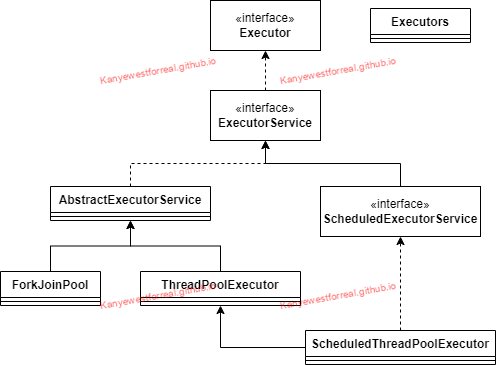 «interface»
Executor
Executors
Kanyewestforreal.github.io
Kanyewestforreal.github.io
«interface»
ExecutorService
AbstractExecutorService
«interface»
ScheduledExecutorService
ForkJoinPool
ThreadPoolExecutor
Kanyewestforreal.github.io
Kanyewestforreal.github.io
ScheduledThreadPoolExecutor